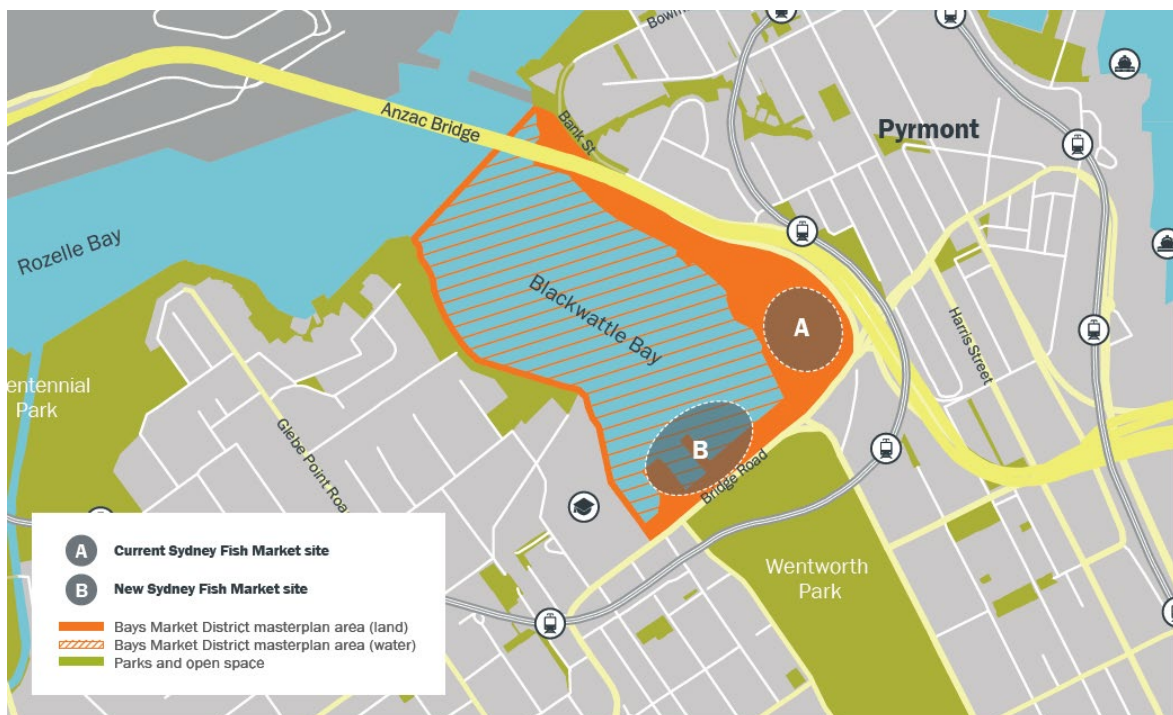 Bank St
Anzac Bridge
Pyrmont
Rozelle Bay
Blackwattle Bay
A
Harris Street
entennial
Park
B
Bridge Road
Glebe Point Roa
Wentworth
Park
A Current Sydney Fish Market site
B New Sydney Fish Market site
Bays Market District masterplan area (land)
Bays Market District masterplan area (water)
Parks and open space